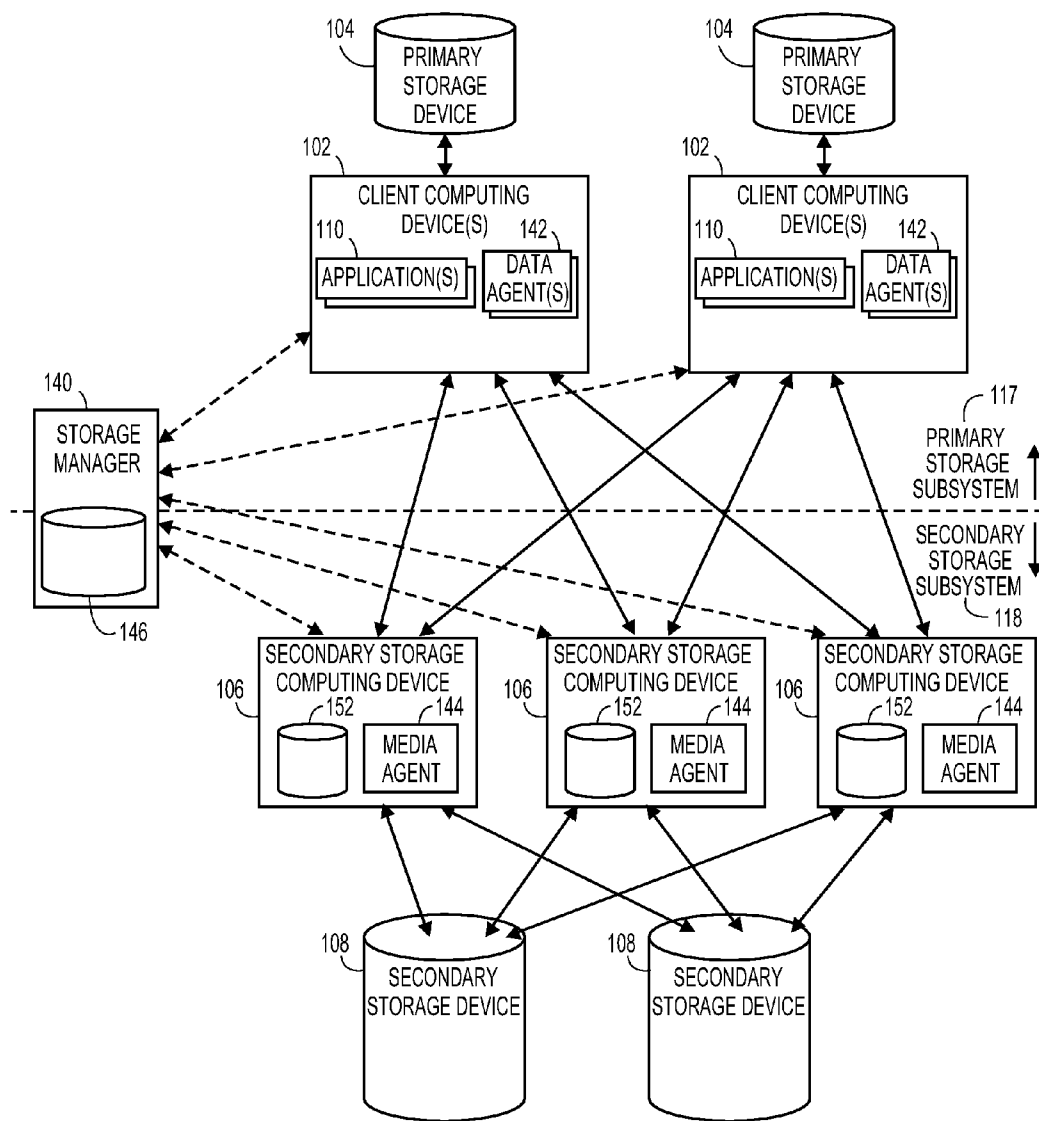 104
PRIMARY
STORAGE
DEVICE
104
PRIMARY
STORAGE
DEVICE
102
CLIENT COMPUTING
DEVICE(S)
110
142
APPLICATION(S)
DATA
AGENT(S)
102
CLIENT COMPUTING
DEVICE(S)
110
142
APPLICATION(S)
DATA
AGENT(S)
140
STORAGE
MANAGER
146
117
PRIMARY
STORAGE
SUBSYSTEM
SECONDARY
STORAGE
SUBSYSTEM
118
SECONDARY STORAGE
COMPUTING DEVICE
106
152
144
MEDIA
AGENT
SECONDARY STORAGE
COMPUTING DEVICE
106
152
144
MEDIA
AGENT
SECONDARY STORAGE
COMPUTING DEVICE
106
152
144
MEDIA
AGENT
108
SECONDARY
STORAGE DEVICE
108
SECONDARY
STORAGE DEVICE